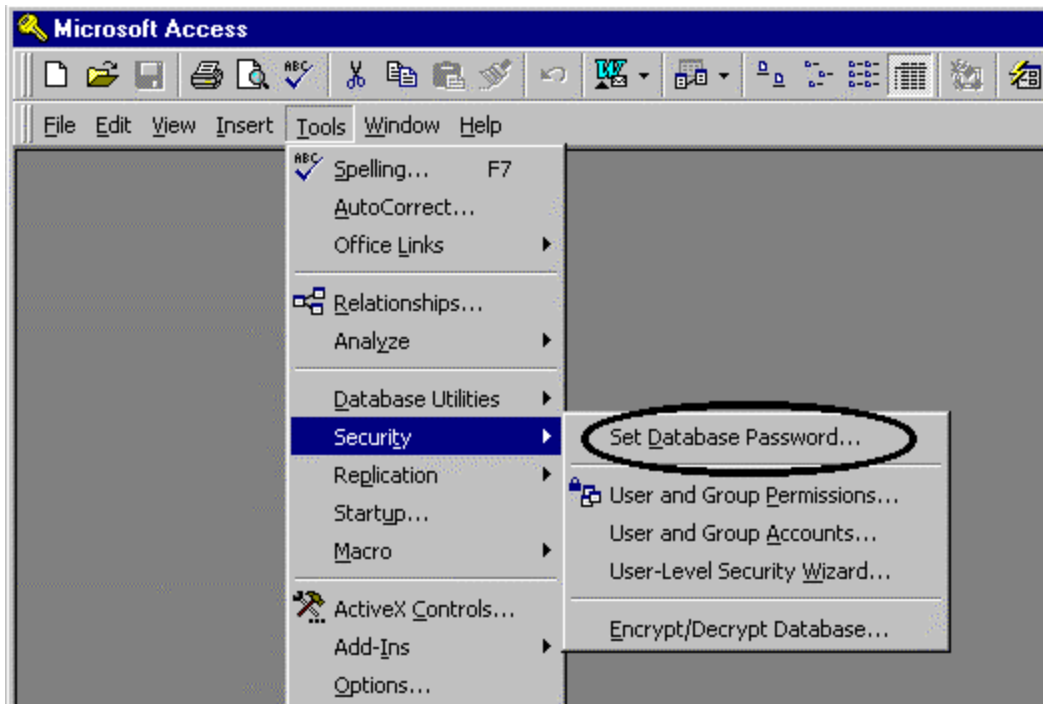 Microsoft Access
File Edit View Insert Tools Window Help
ABC Spelling... F7
AutoCorrect...
Office Links
Relationships...
Analyze
Database Utilities
Security
Replication
Startup...
Macro
ActiveX Controls...
Add-Ins
Options...
Set Database Password...
User and Group Permissions...
User and Group Accounts...
User-Level Security Wizard...
Encrypt/Decrypt Database...